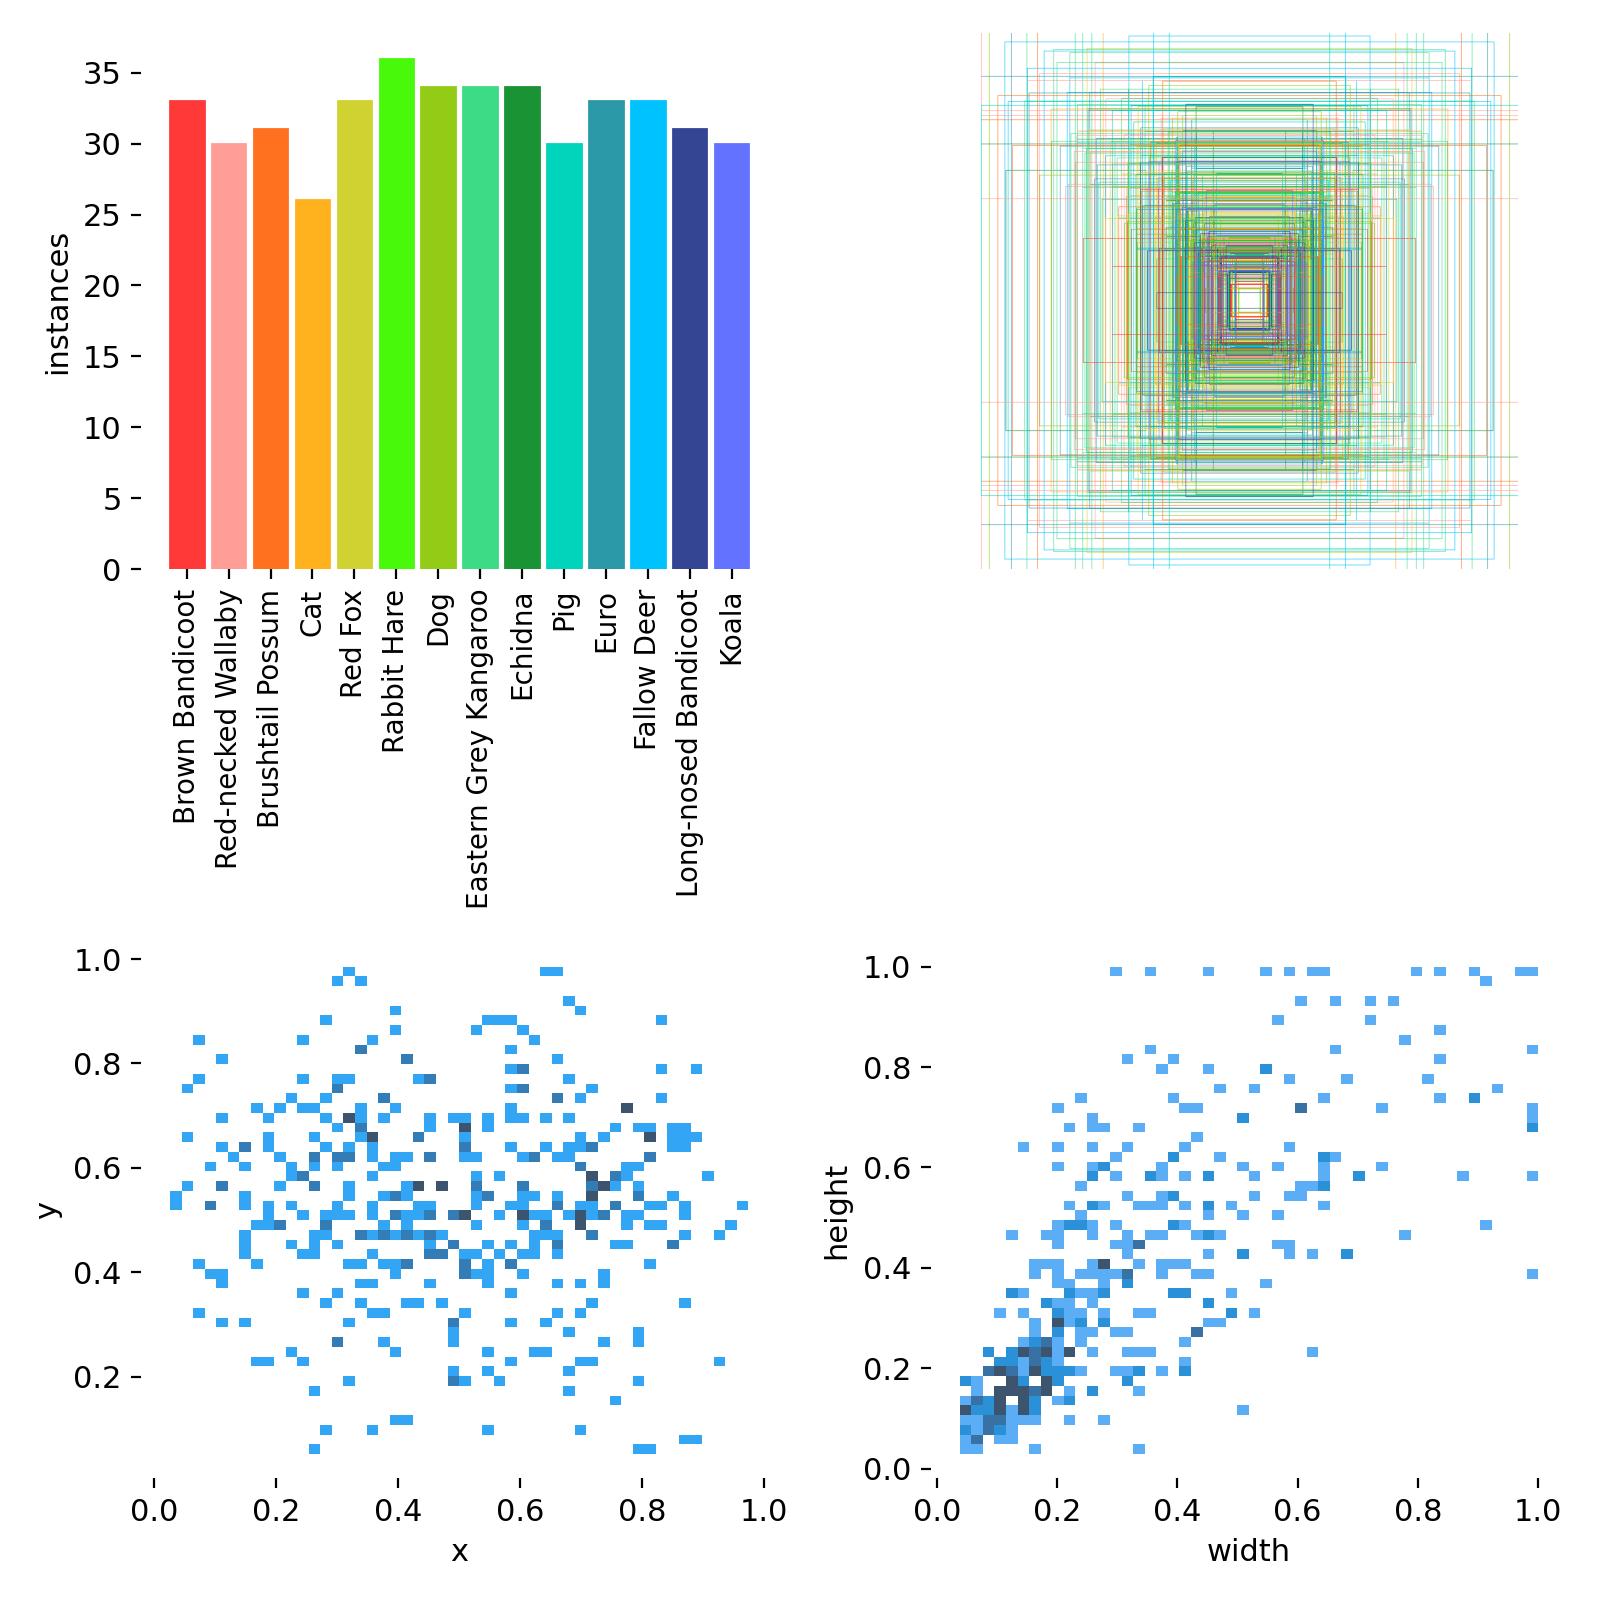 35
30
25
20
15
10
5
0
instances
Brown Bandicoot
Red-necked Wallaby
Brushtail Possum
Cat
Red Fox
Rabbit Hare
Dog
Eastern Grey Kangaroo
Echidna
Pig
Euro
Fallow Deer
Long-nosed Bandicoot
Koala
1.0
0.8
0.6
0.4
0.2
y
0.0 0.2 0.4 0.6 0.8 1.0
x
1.0
0.8
0.6
0.4
0.2
0.0
height
0.0 0.2 0.4 0.6 0.8 1.0
width